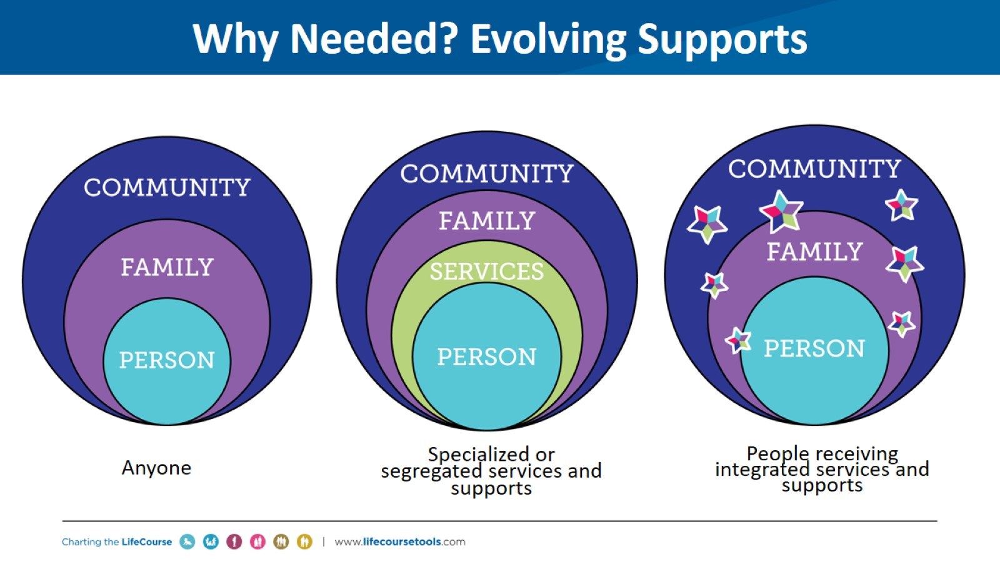 Why Needed? Evolving Supports
COMMUNITY
FAMILY
PERSON
Anyone
COMMUNITY
FAMILY
SERVICES
PERSON
Specialized or
segregated services and
supports
COMMUNITY
FAMILY
PERSON
People receiving
integrated services and
supports
Charting the LifeCourse | www.lifecoursetools.com